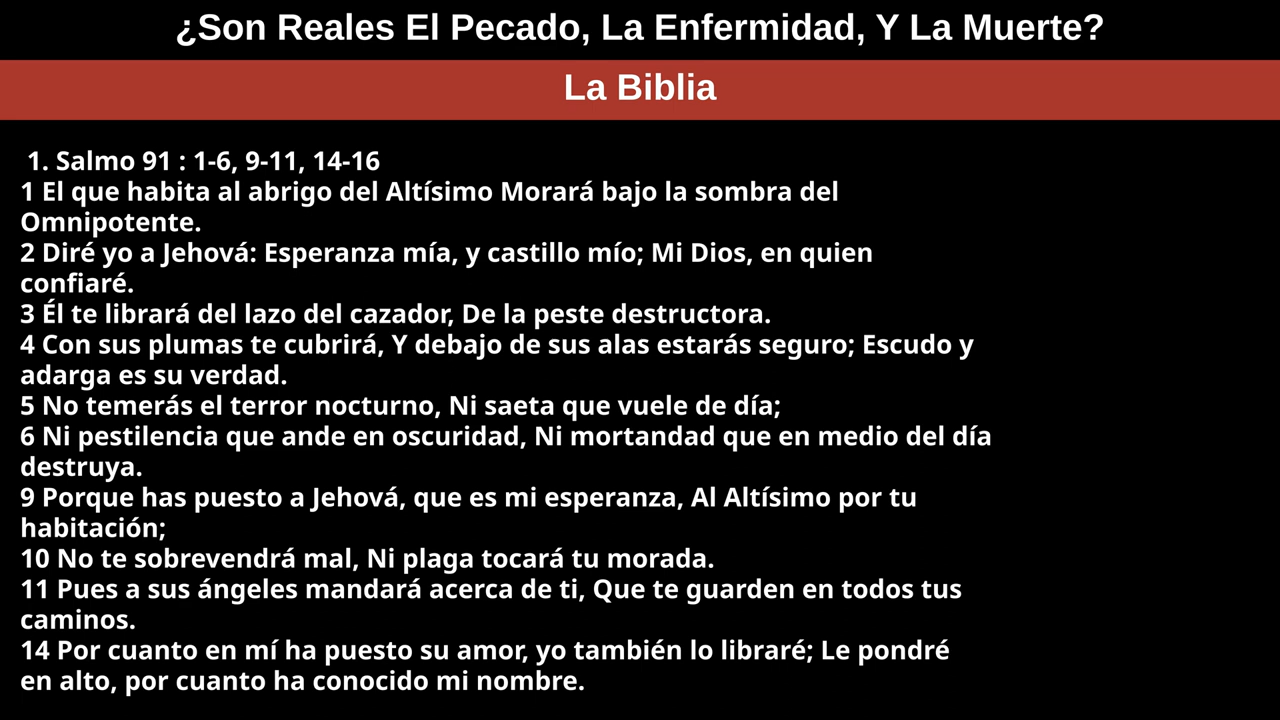 ¿Son Reales El Pecado, La Enfermidad, Y La Muerte?
La Biblia
1. Salmo 91 : 1-6, 9-11, 14-16
1 El que habita al abrigo del Altísimo Morará bajo la sombra del
Omnipotente.
2 Diré yo a Jehová: Esperanza mía, y castillo mío; Mi Dios, en quien
confiaré.
3 Él te librará del lazo del cazador, De la peste destructora.
4 Con sus plumas te cubrirá, Y debajo de sus alas estarás seguro; Escudo y
adarga es su verdad.
5 No temerás el terror nocturno, Ni saeta que vuele de día;
6 Ni pestilencia que ande en oscuridad, Ni mortandad que en medio del día
destruya.
9 Porque has puesto a Jehová, que es mi esperanza, Al Altísimo por tu
habitación;
10 No te sobrevendrá mal, Ni plaga tocará tu morada.
11 Pues a sus ángeles mandará acerca de ti, Que te guarden en todos tus
caminos.
14 Por cuanto en mí ha puesto su amor, yo también lo libraré; Le pondré
en alto, por cuanto ha conocido mi nombre.